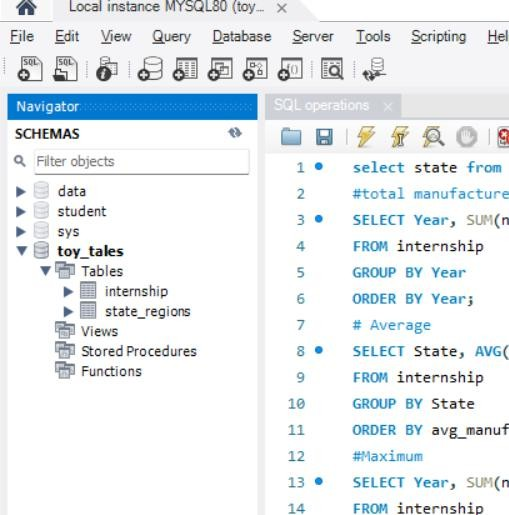 Local instance MYSQL80 (toy_... ×
File Edit View Query Database Server Tools Scripting Hel
Navigator
SCHEMAS
Filter objects
data
student
sys
toy_tales
Tables
internship
state_regions
Views
Stored Procedures
Functions
SQL operations ×
1 select state from
2 #total manufacture
3 SELECT Year, SUM(n
4 FROM internship
5 GROUP BY Year
6 ORDER BY Year;
7 # Average
8 SELECT State, AVG(
9 FROM internship
10 GROUP BY State
11 ORDER BY avg_manuf
12 #Maximum
13 SELECT Year, SUM(n
14 FROM internship